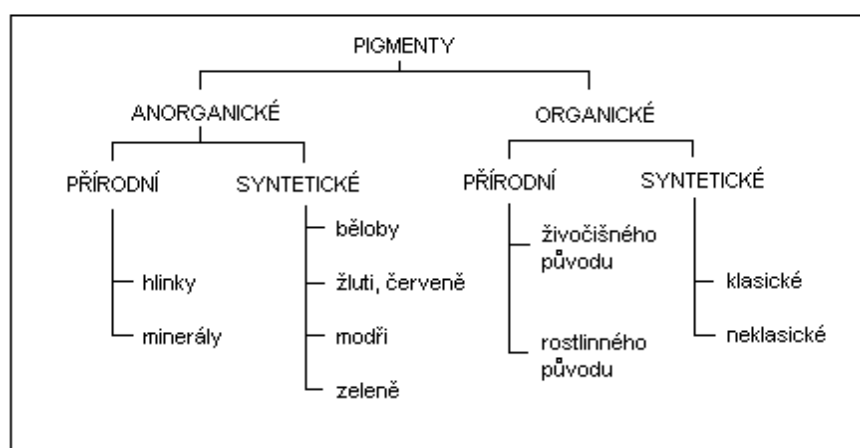 PIGMENTY
ANORGANICKÉ
ORGANICKÉ
PŘÍRODNÍ
SYNTETICKÉ
PŘÍRODNÍ
SYNTETICKÉ
hlinky
minerály
běloby
žluti, červeně
modři
zeleně
živočišného
původu
rostlinného
původu
klasické
neklasické